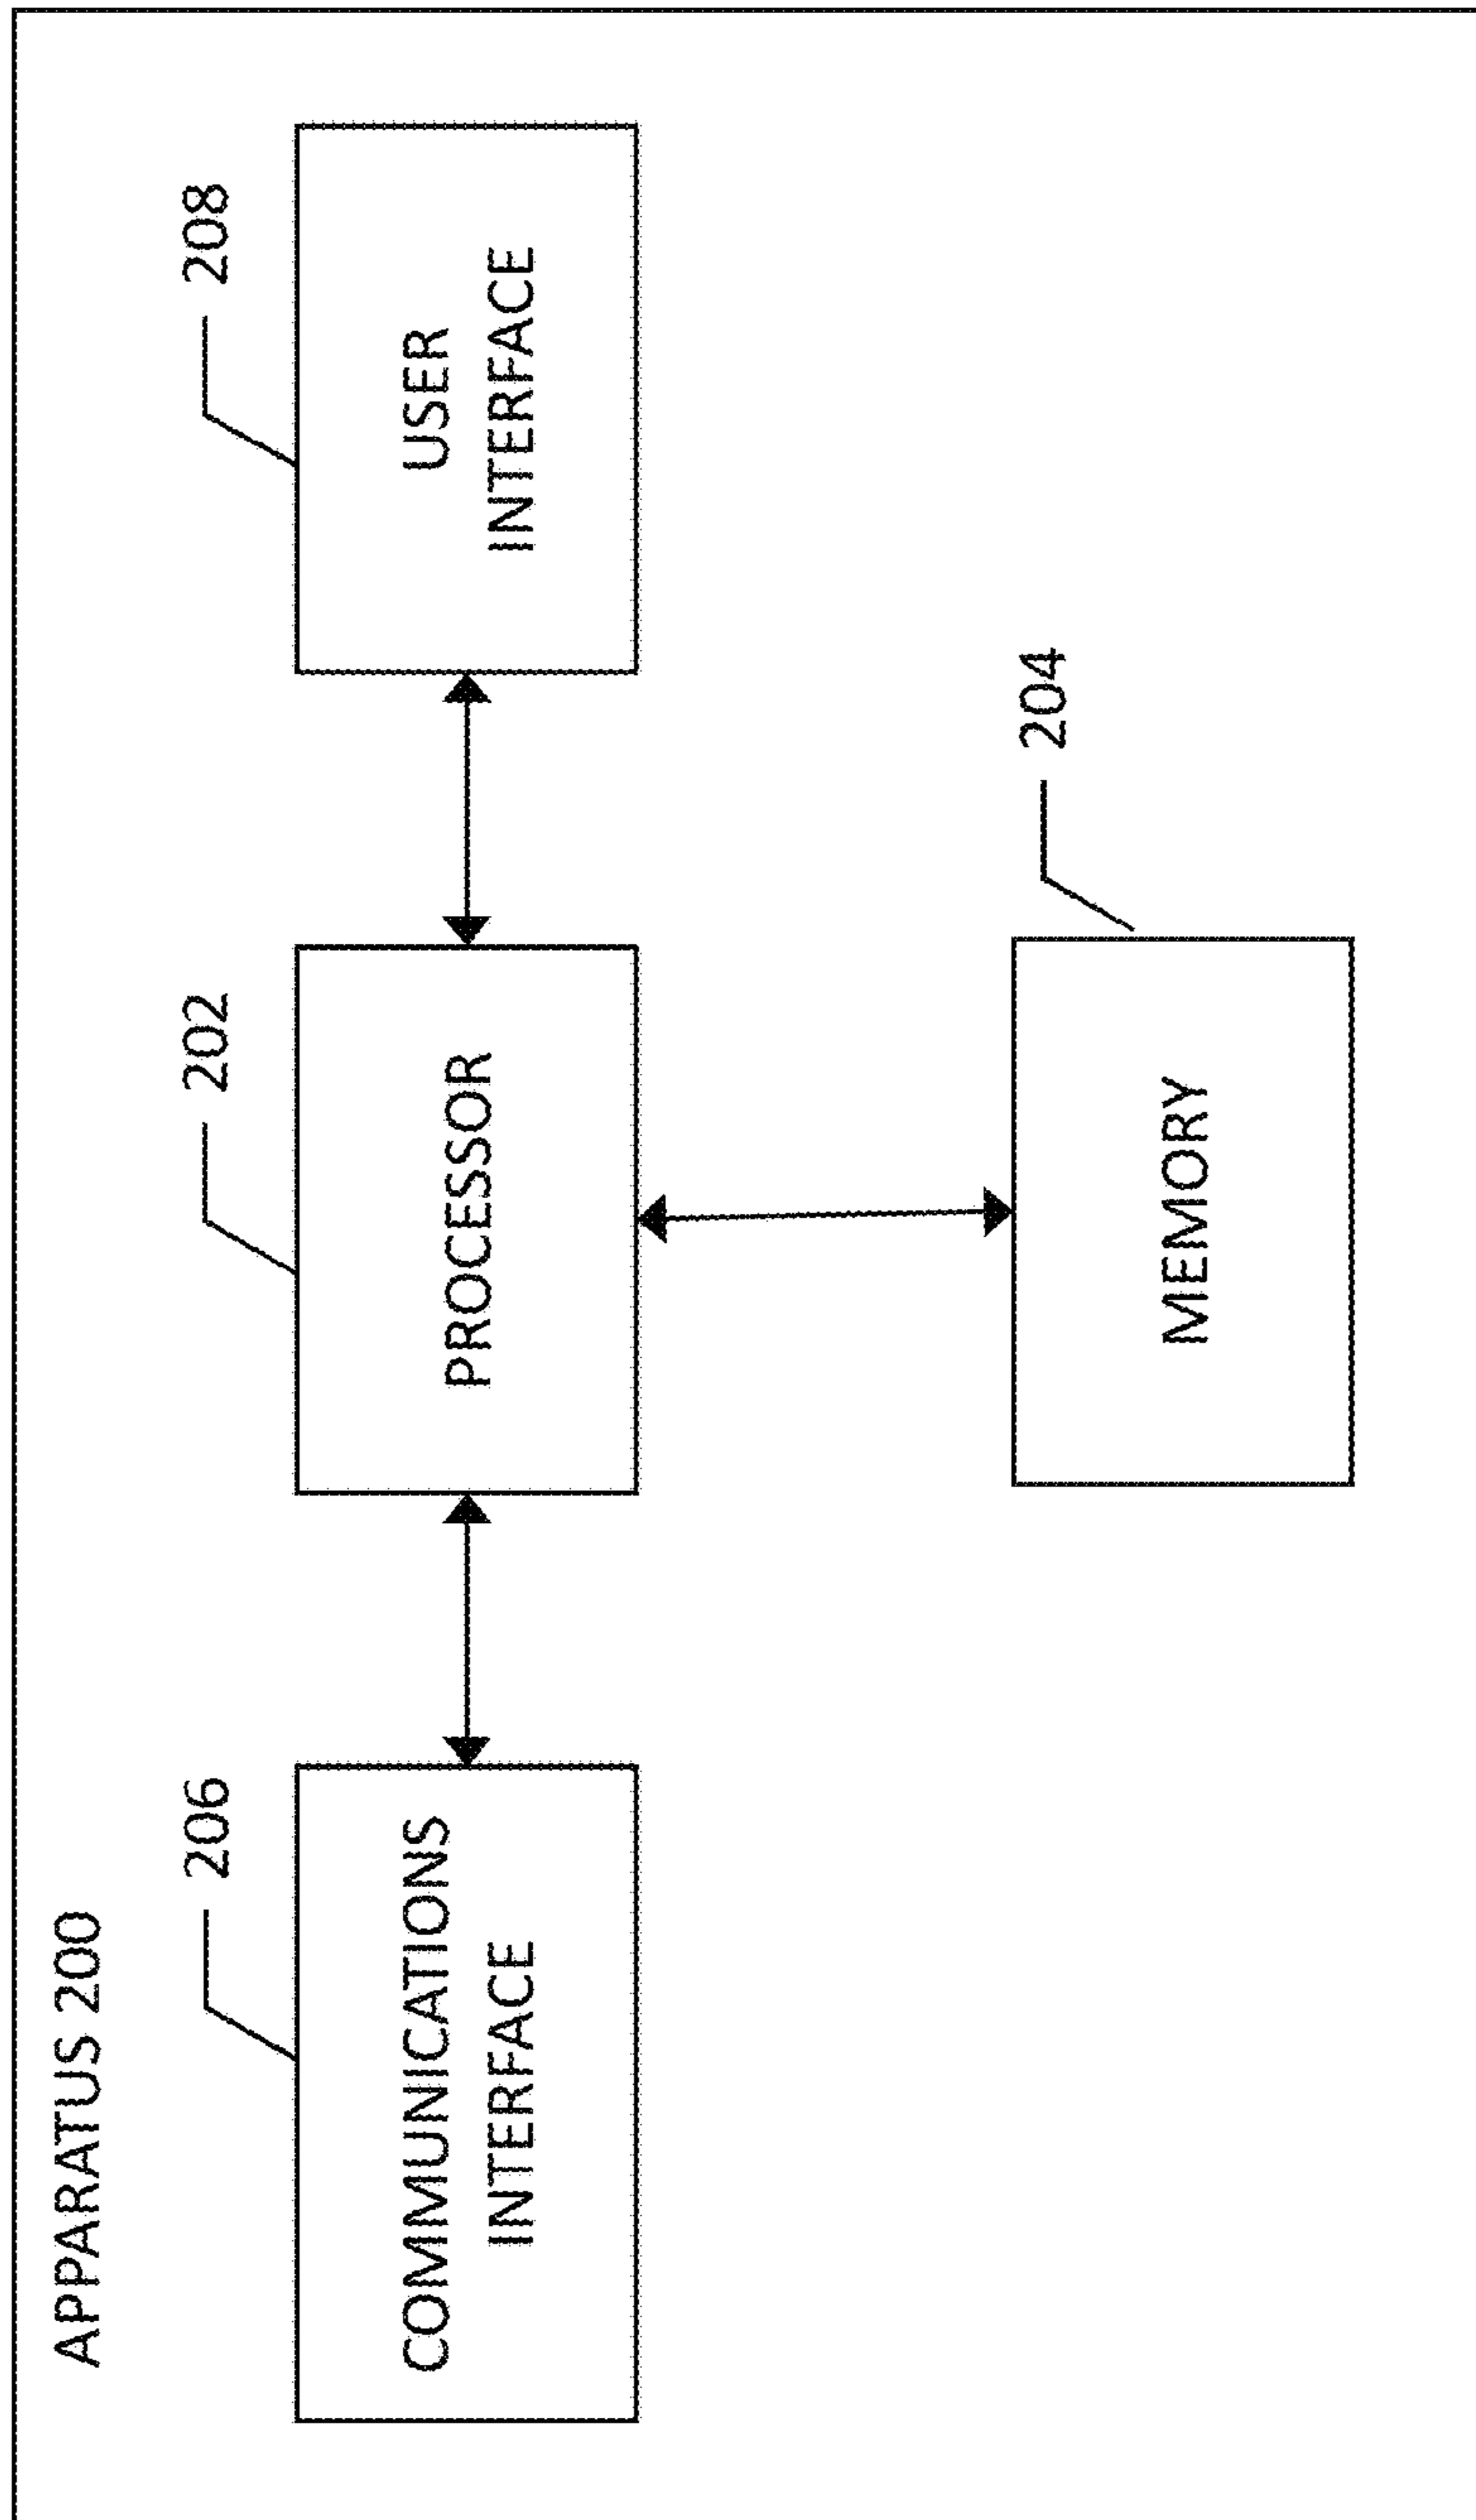 APPARATUS 200
206
202
208
COMMUNICATIONS
INTERFACE
PROCESSOR
USER
INTERFACE
204
MEMORY